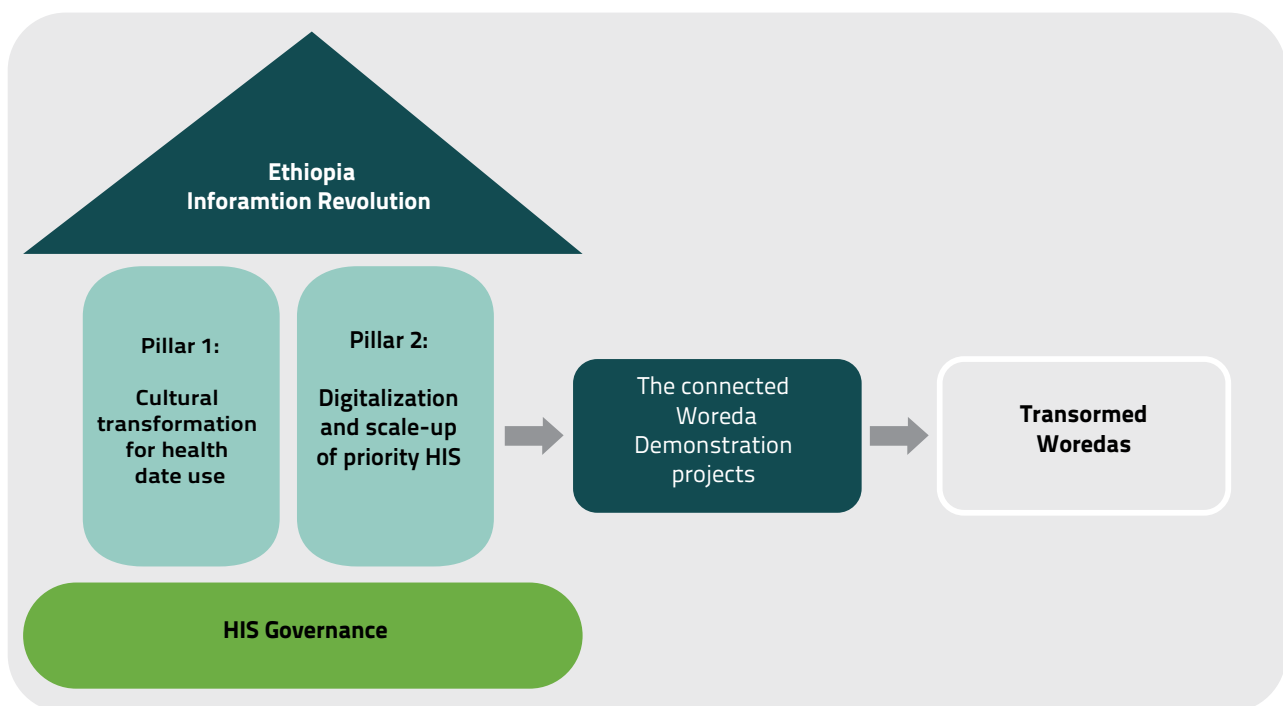 Ethiopia
Inforamtion Revolution
Pillar 1:
Cultural
transformation
for health
date use
Pillar 2:
Digitalization
and scale-up
of priority HIS
The connected
Woreda
Demonstration
projects
Transormed
Woredas
HIS Governance